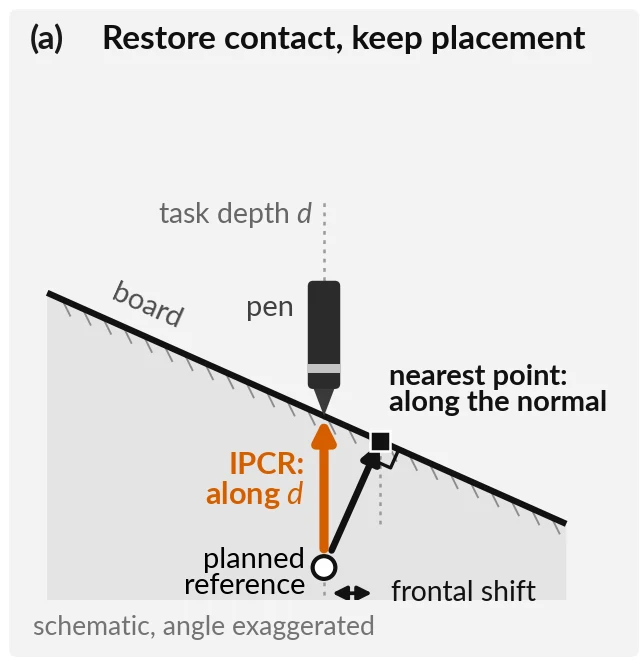 (a) Restore contact, keep placement
task depth d
board
pen
nearest point:
along the normal
IPCR:
along d
planned
reference
frontal shift
schematic, angle exaggerated